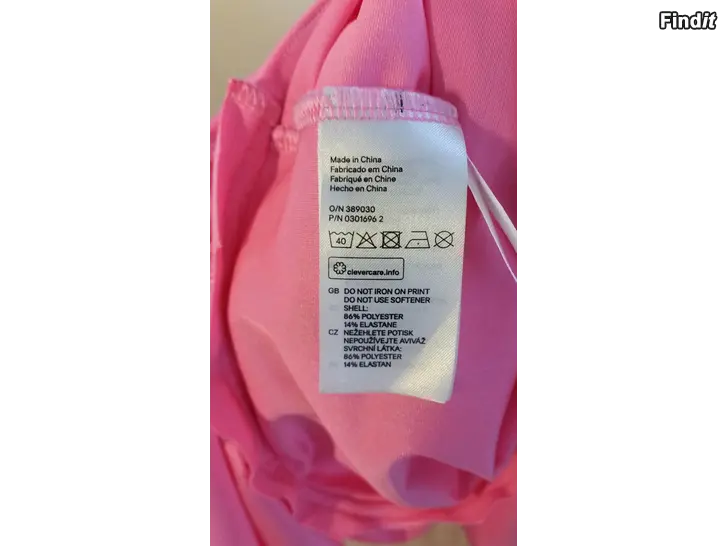 Findit
Made in China
Fabricado em China
Fabriqué en Chine
Hecho en China
O/N 389030
P/N 0301696 2
40
clevercare.info
GB DO NOT IRON ON PRINT
DO NOT USE SOFTENER
SHELL:
86% POLYESTER
14% ELASTANE
CZ NEŽEHLETE POTISK
NEPOUŽÍVEJTE AVIVÁŽ
SVRCHNÍ LÁTKA:
86% POLYESTER
14% ELASTAN